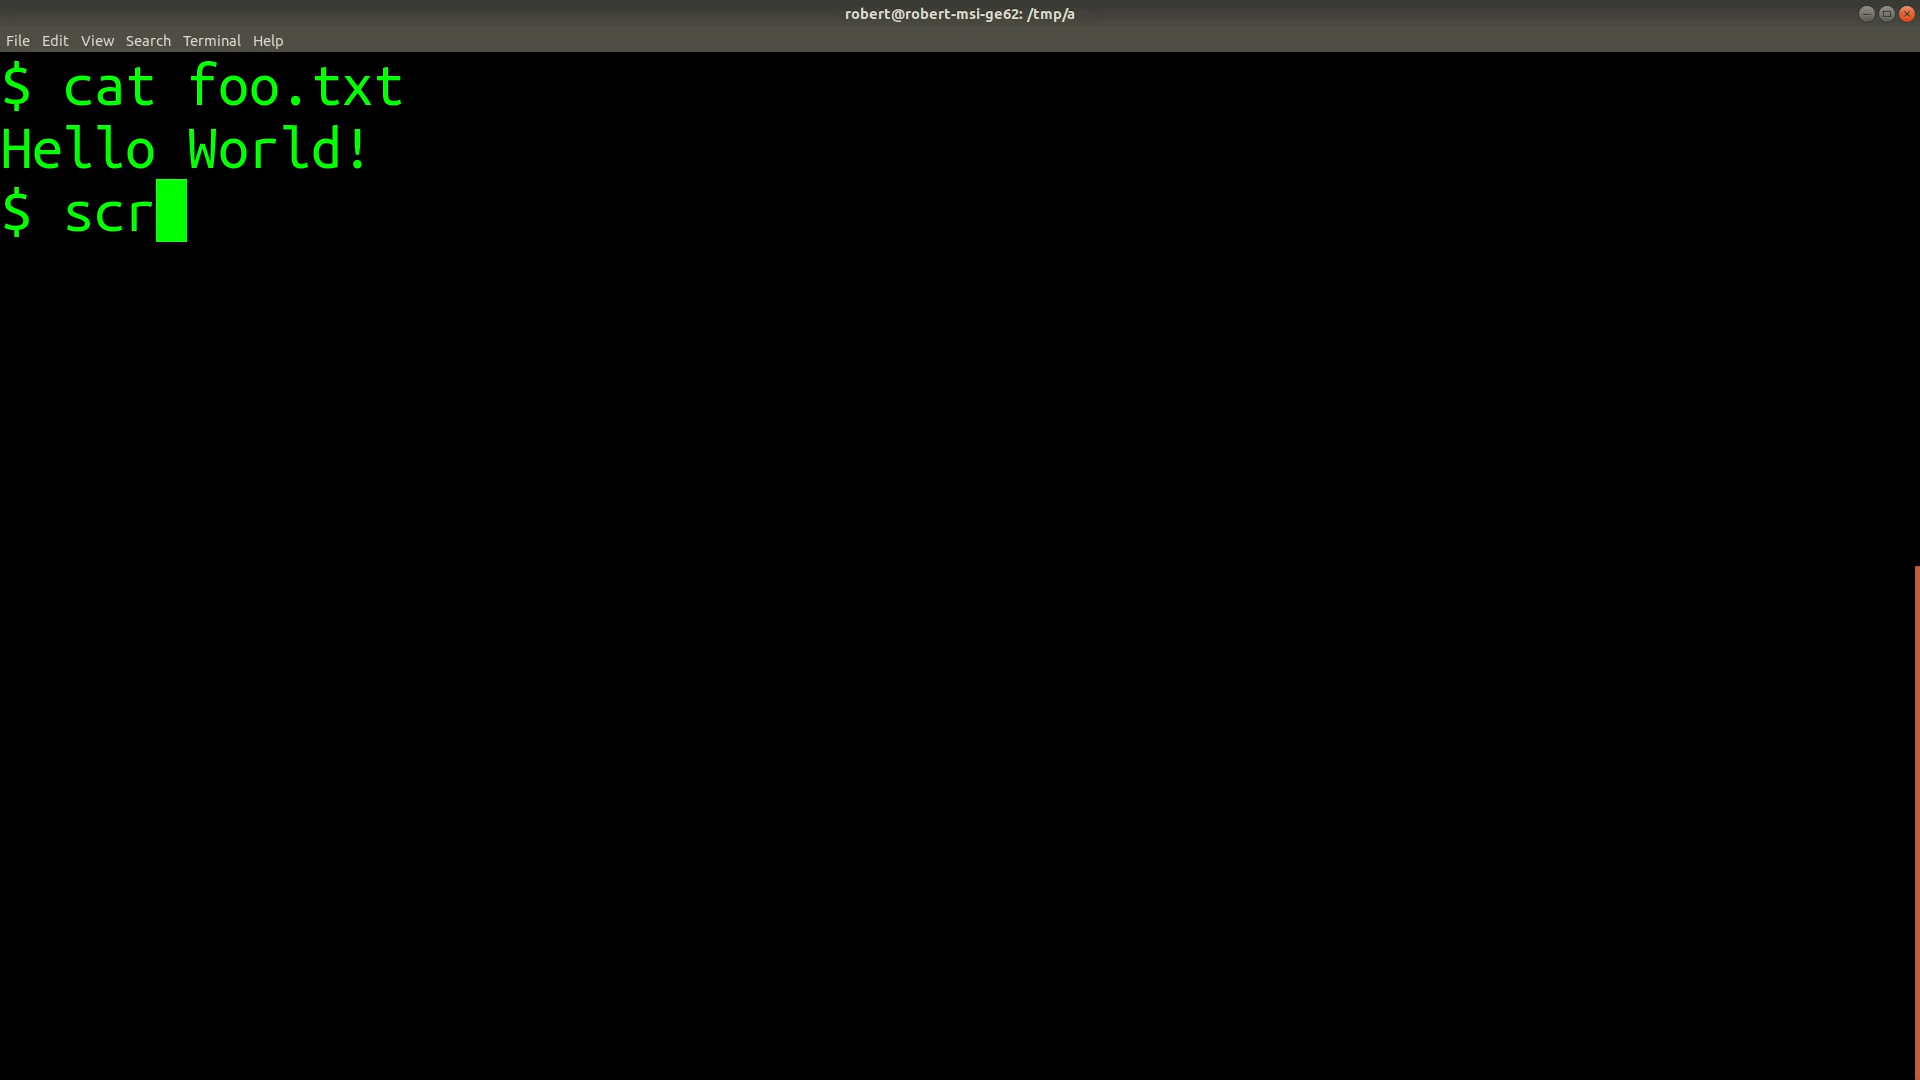 robert@robert-msi-ge62: /tmp/a
File Edit View Search Terminal Help
$ cat foo.txt
Hello World!
$ scr